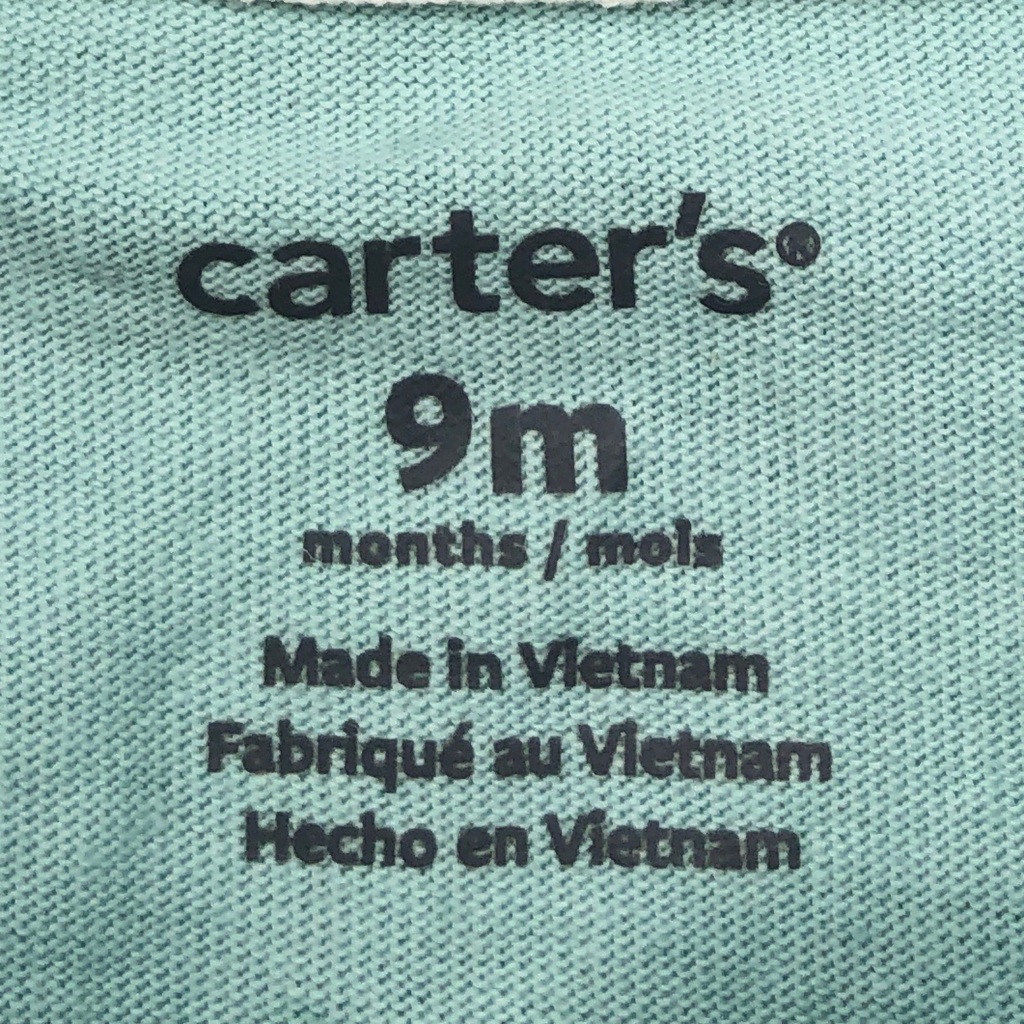 carter's®
9m
months / mois
Made in Vietnam
Fabriqué au Vietnam
Hecho en Vietnam